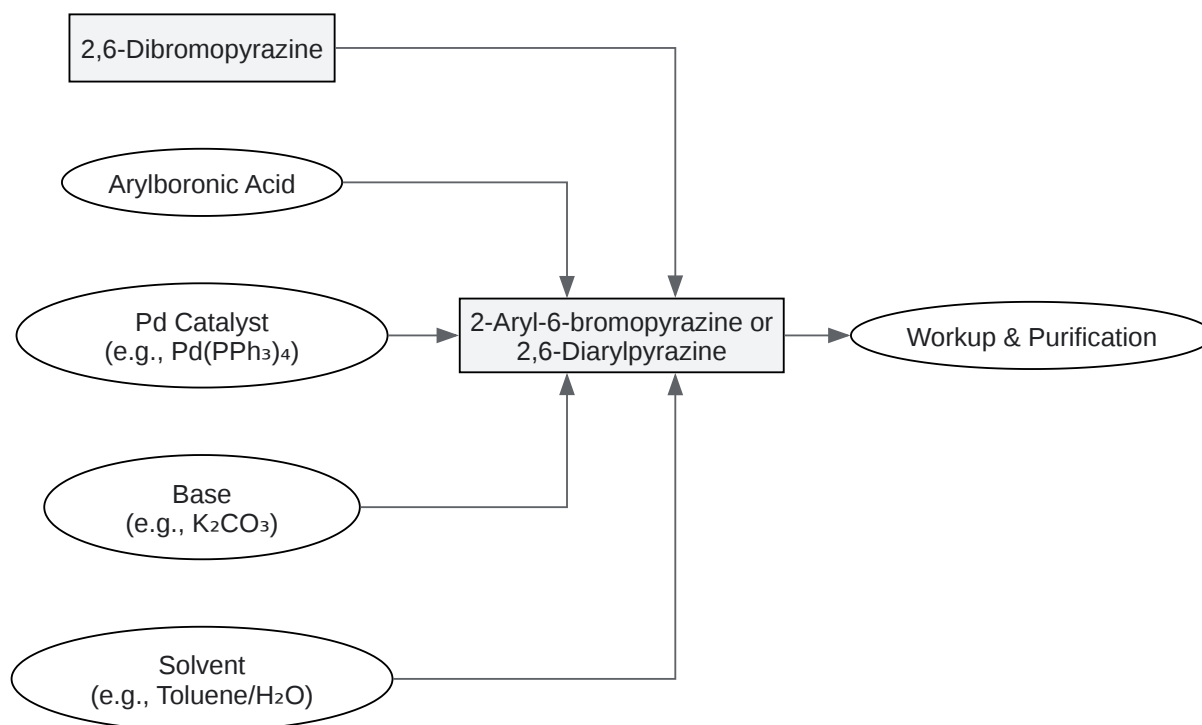 2,6-Dibromopyrazine
Arylboronic Acid
Pd Catalyst
(e.g., Pd(PPh₃)₄)
2-Aryl-6-bromopyrazine or
2,6-Diarylpyrazine
Workup & Purification
Base
(e.g., K₂CO₃)
Solvent
(e.g., Toluene/H₂O)